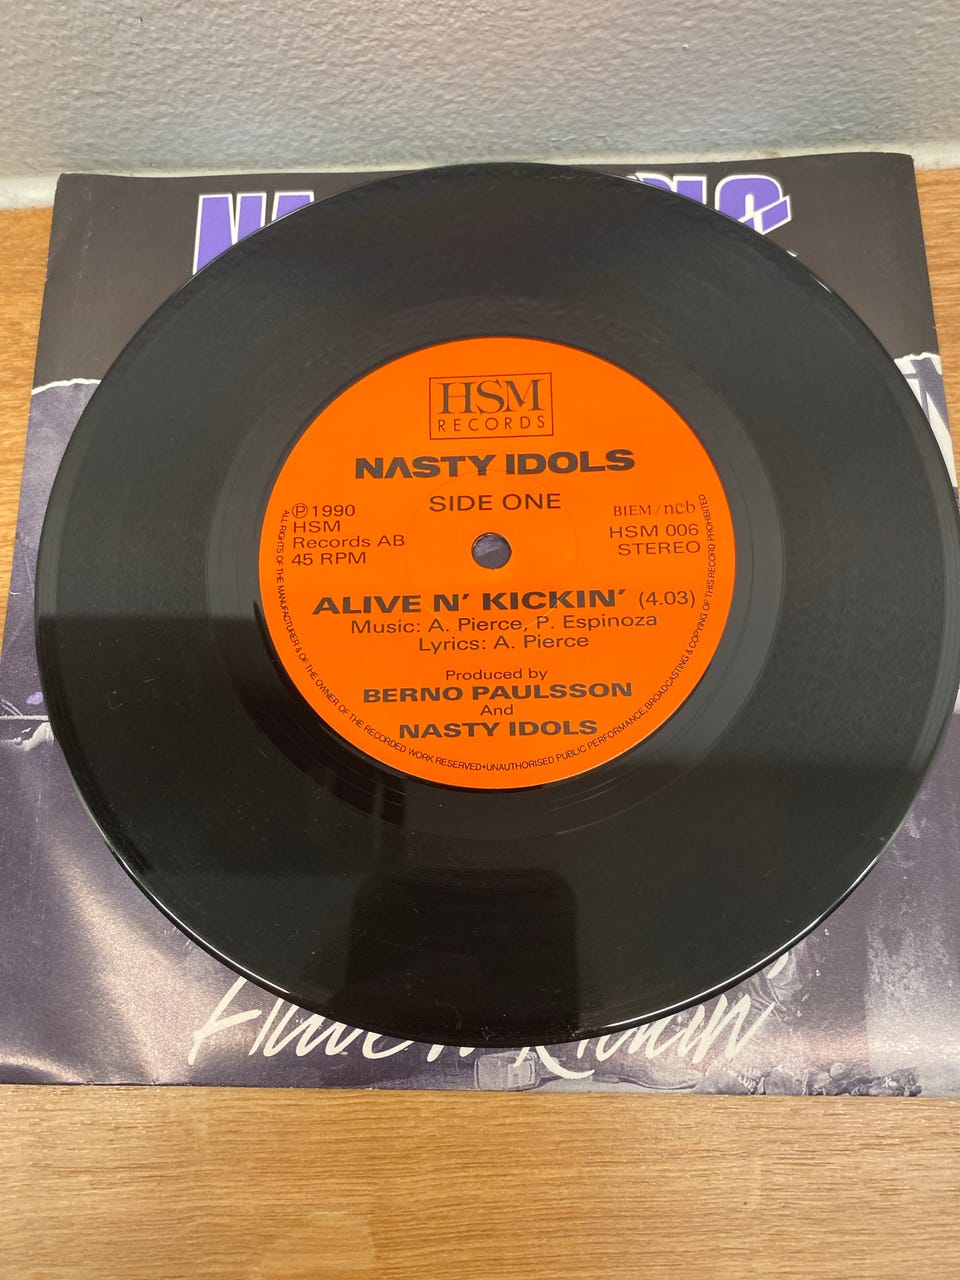 HSM
RECORDS
NASTY IDOLS
SIDE ONE
℗ 1990
HSM
Records AB
45 RPM
BIEM/ncb
HSM 006
STEREO
ALIVE N' KICKIN' (4.03)
Music: A. Pierce, P. Espinoza
Lyrics: A. Pierce
Produced by
BERNO PAULSSON
And
NASTY IDOLS
ALL RIGHTS OF THE MANUFACTURER & OF THE OWNER OF THE RECORDED WORK RESERVED•UNAUTHORISED PUBLIC PERFORMANCE, BROADCASTING & COPYING OF THIS RECORD PROHIBITED